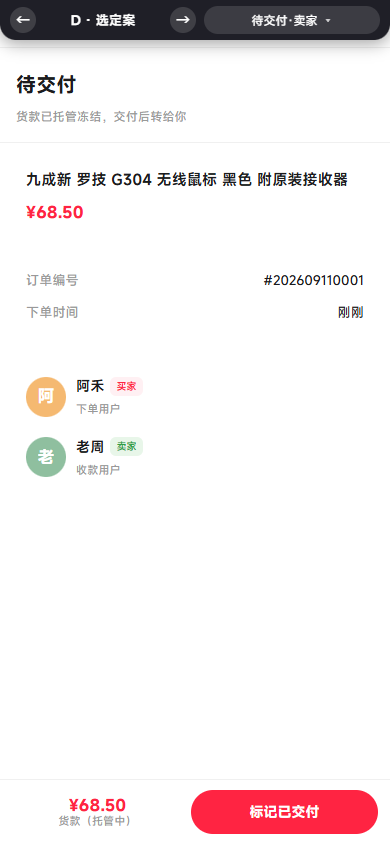 ← D · 选定案 → 待交付·卖家
待交付
货款已托管冻结，交付后转给你
九成新 罗技 G304 无线鼠标 黑色 附原装接收器
¥68.50
订单编号 #202609110001
下单时间 刚刚
阿 阿禾 买家
下单用户
老 老周 卖家
收款用户
¥68.50
货款（托管中）
标记已交付